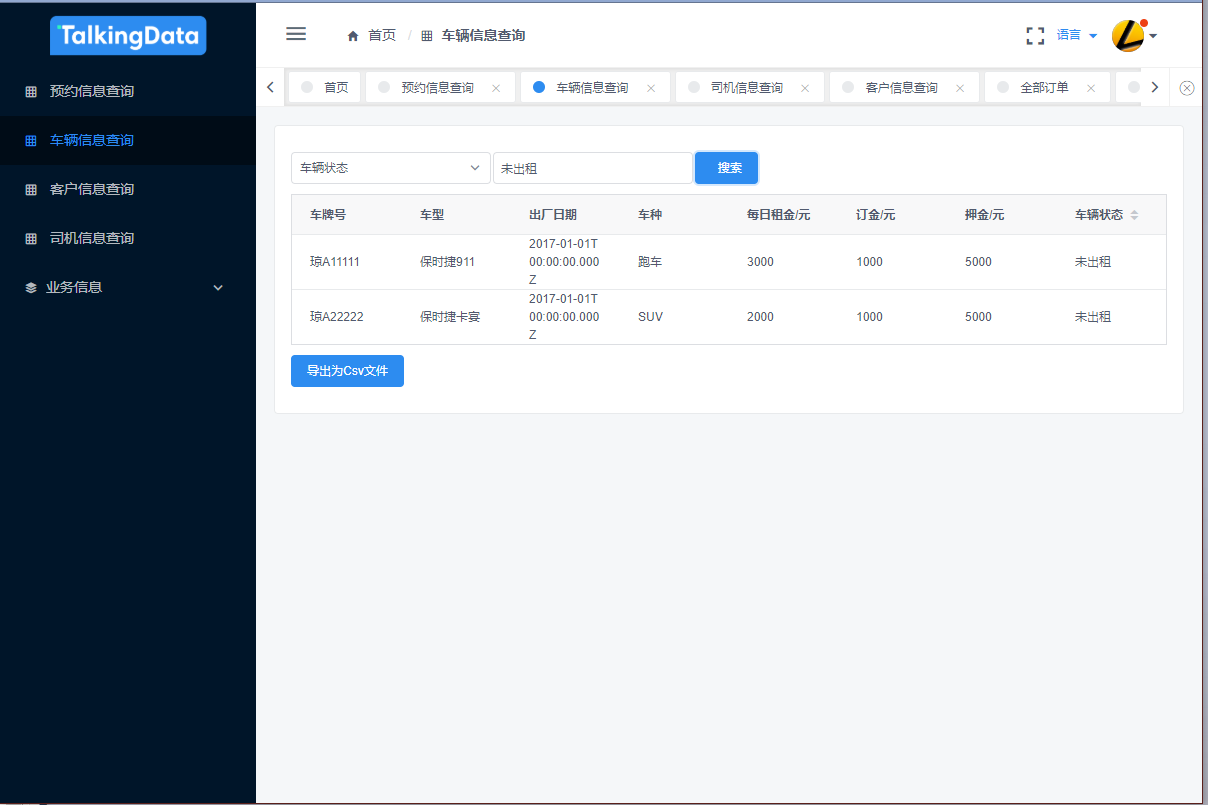 TalkingData
预约信息查询
车辆信息查询
客户信息查询
司机信息查询
业务信息
首页 / 车辆信息查询
语言
首页 预约信息查询 车辆信息查询 司机信息查询 客户信息查询 全部订单
车辆状态 未出租 搜索
车牌号 车型 出厂日期 车种 每日租金/元 订金/元 押金/元 车辆状态
琼A11111 保时捷911 2017-01-01T 跑车 3000 1000 5000 未出租
00:00:00.000
Z
琼A22222 保时捷卡宴 2017-01-01T SUV 2000 1000 5000 未出租
00:00:00.000
Z
导出为Csv文件